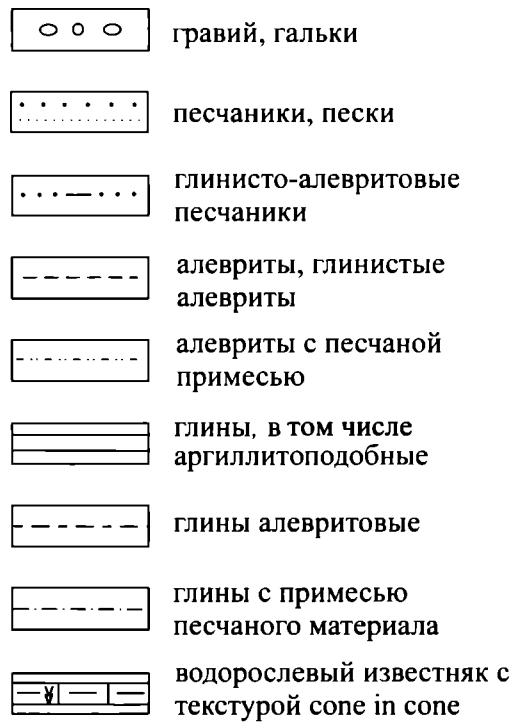 гравий, гальки
песчаники, пески
глинисто-алевритовые
песчаники
алевриты, глинистые
алевриты
алевриты с песчаной
примесью
глины, в том числе
аргиллитоподобные
глины алевритовые
глины с примесью
песчаного материала
водорослевый известняк с
текстурой cone in cone